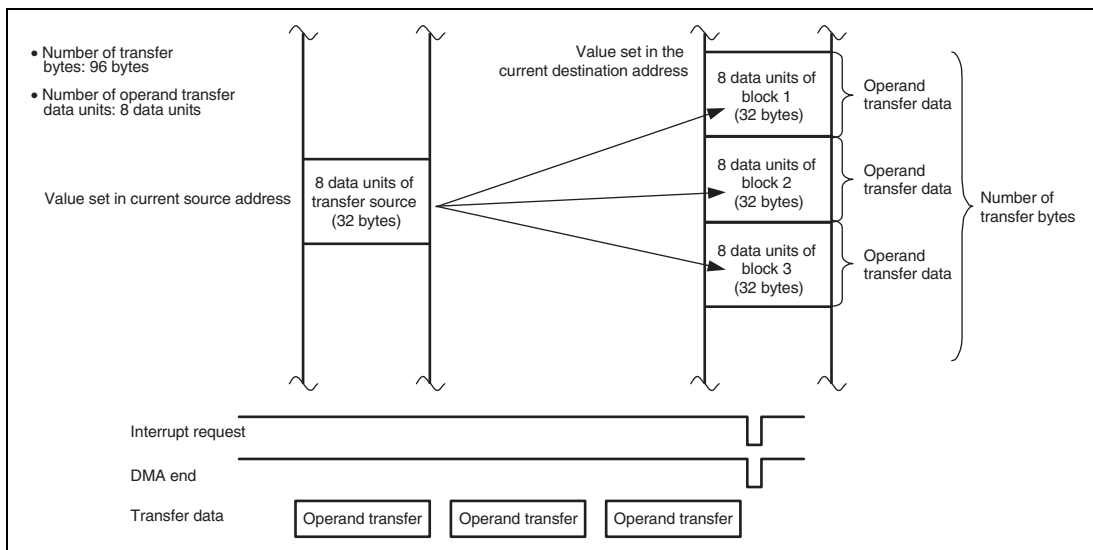 • Number of transfer
bytes: 96 bytes
• Number of operand transfer
data units: 8 data units
Value set in the
current destination address
Value set in current source address
8 data units of
transfer source
(32 bytes)
8 data units of
block 1
(32 bytes)
8 data units of
block 2
(32 bytes)
8 data units of
block 3
(32 bytes)
Operand
transfer data
Operand
transfer data
Operand
transfer data
Number of
transfer bytes
Interrupt request
DMA end
Transfer data
Operand transfer
Operand transfer
Operand transfer